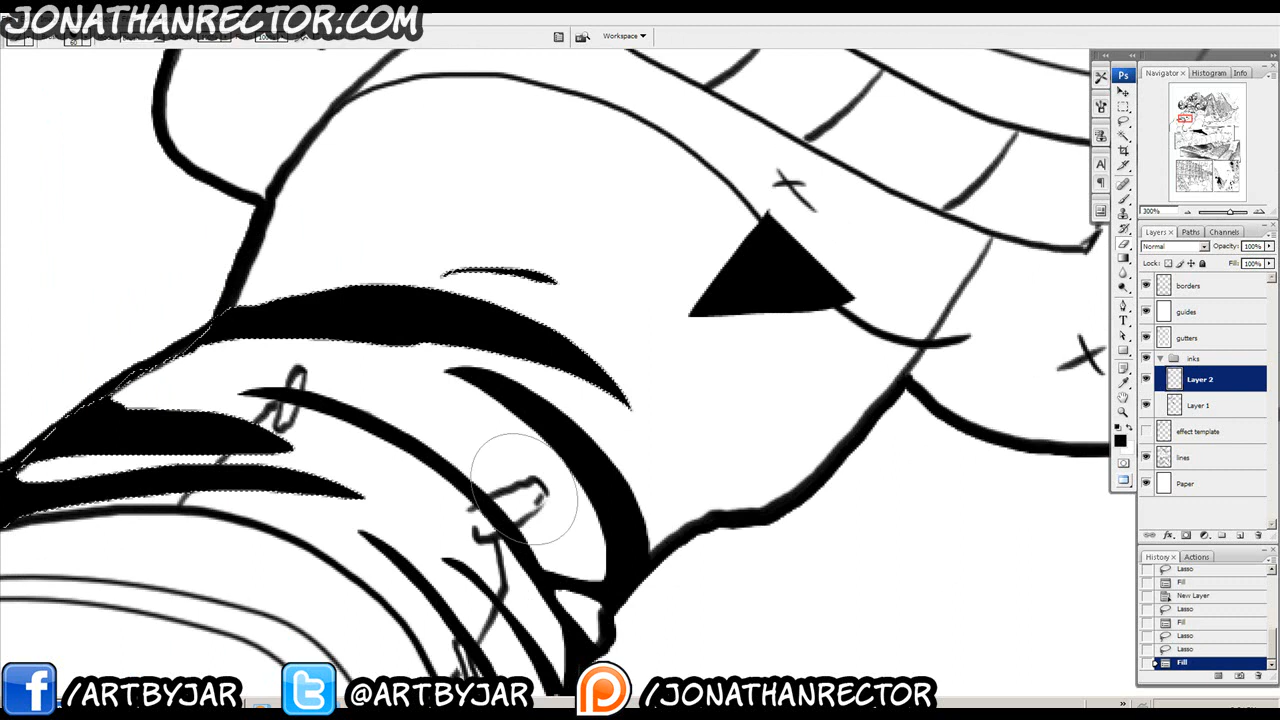 JONATHANRECTOR.COM
Workspace
Ps
Navigator × Histogram Info
300%
Layers × Paths Channels
Normal Opacity: 100%
Lock: Fill: 100%
borders
guides
gutters
inks
Layer 2
Layer 1
effect template
lines
Paper
History × Actions
Lasso
Fill
New Layer
Lasso
Fill
Lasso
Lasso
Fill
/ARTBYJAR @ARTBYJAR /JONATHANRECTOR